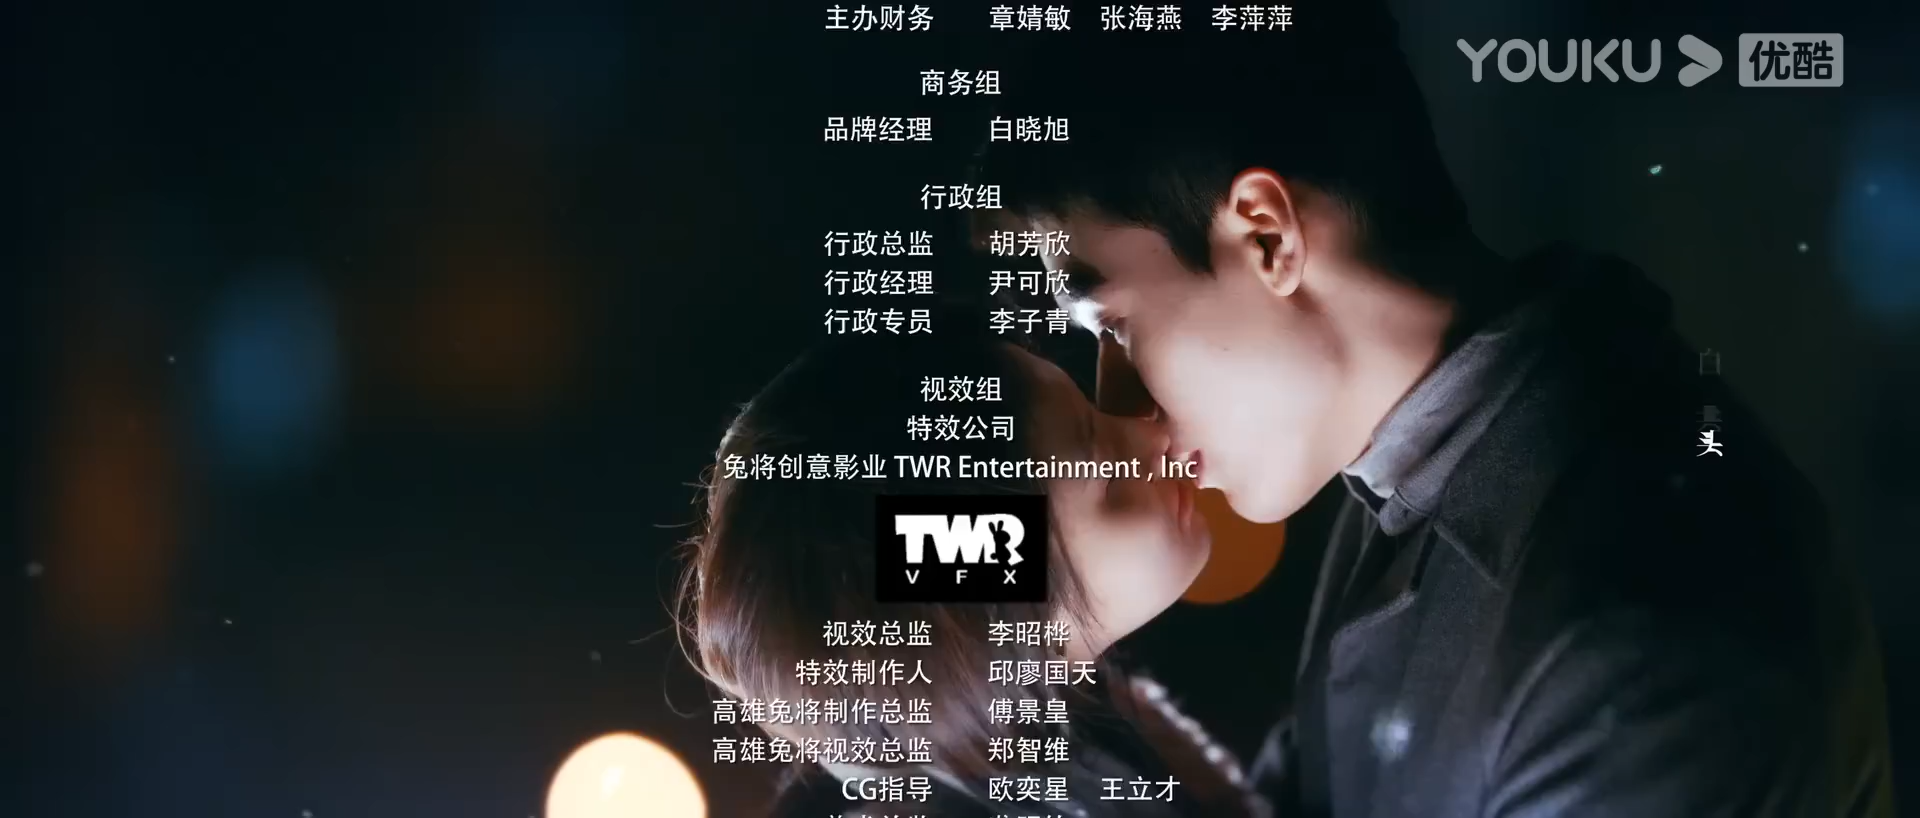 主办财务 章婧敏 张海燕 李萍萍
YOUKU 优酷
商务组
品牌经理 白晓旭
行政组
行政总监 胡芳欣
行政经理 尹可欣
行政专员 李子青
视效组
特效公司
兔将创意影业 TWR Entertainment , Inc
TWR
VFX
视效总监 李昭桦
特效制作人 邱廖国天
高雄兔将制作总监 傅景皇
高雄兔将视效总监 郑智维
CG指导 欧奕星 王立才
白
头